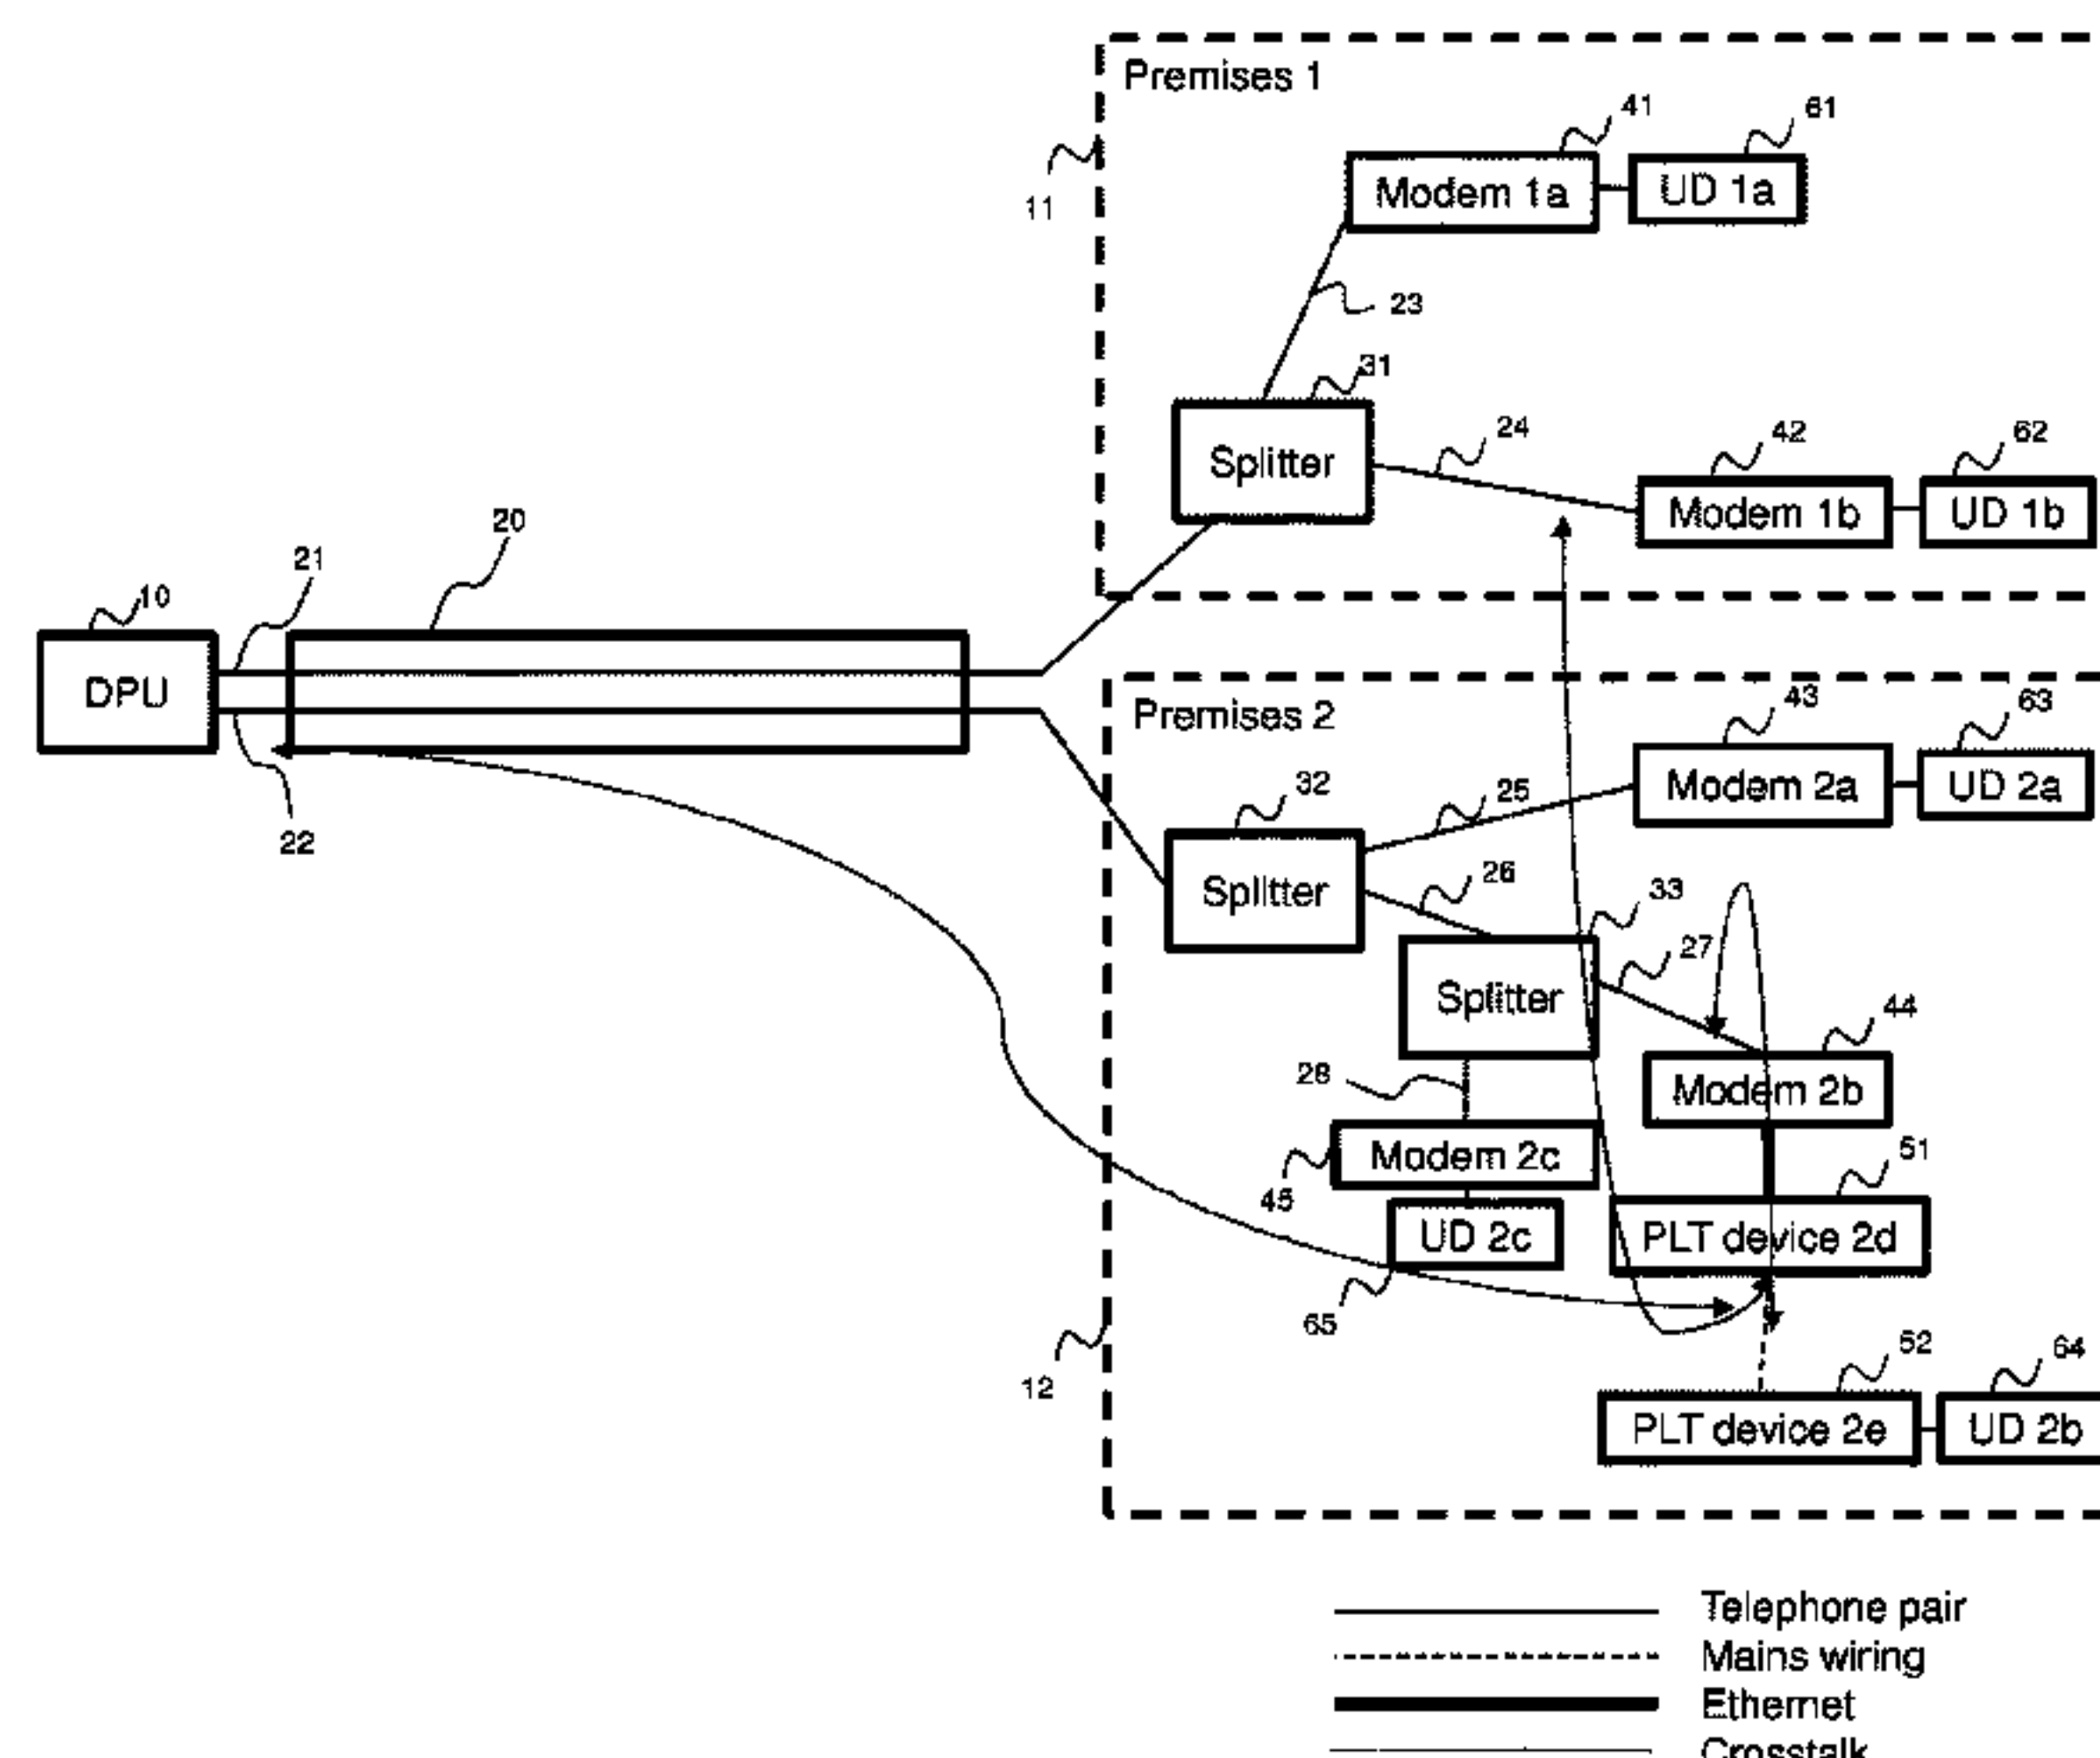 Premises 1
41
61
Modem 1a
UD 1a
11
23
31
24
42
62
Splitter
Modem 1b
UD 1b
20
21
10
DPU
22
Premises 2
43
63
Modem 2a
UD 2a
32
25
Splitter
26
33
27
Splitter
44
28
Modem 2b
Modem 2c
51
45
UD 2c
PLT device 2d
65
52
64
12
PLT device 2e
UD 2b
Telephone pair
Mains wiring
Ethernet
Crosstalk